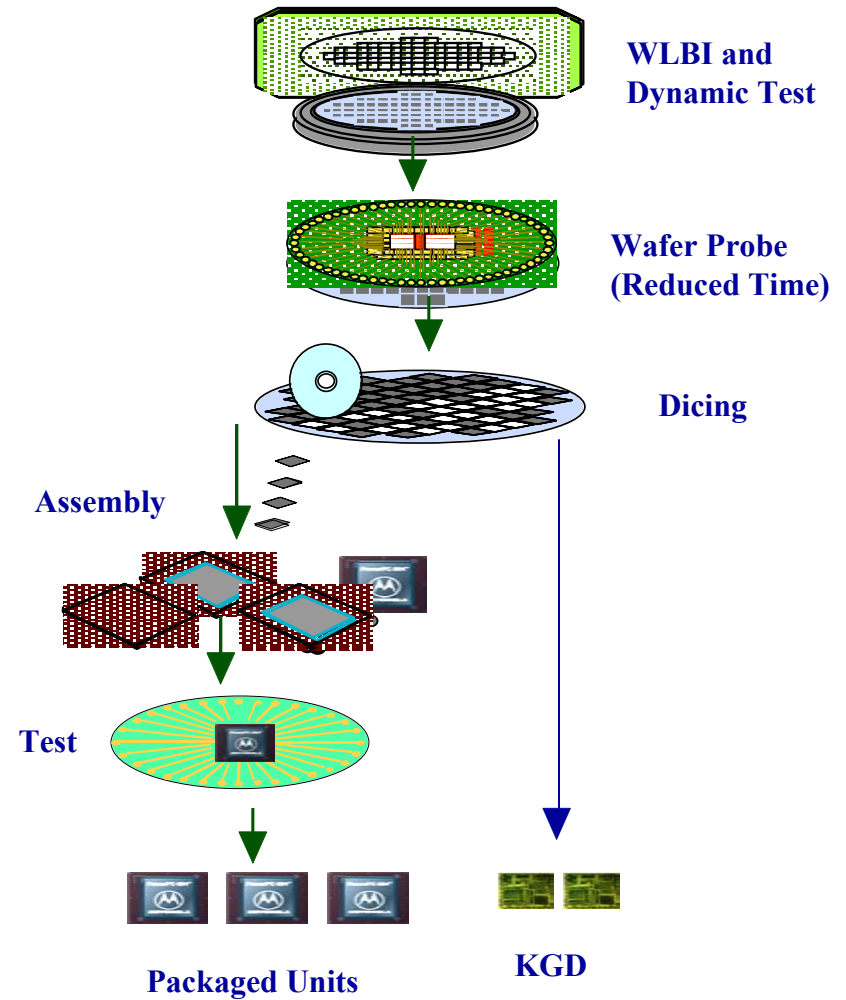 WLBI and
Dynamic Test
Wafer Probe
(Reduced Time)
Dicing
Assembly
Test
Packaged Units
KGD